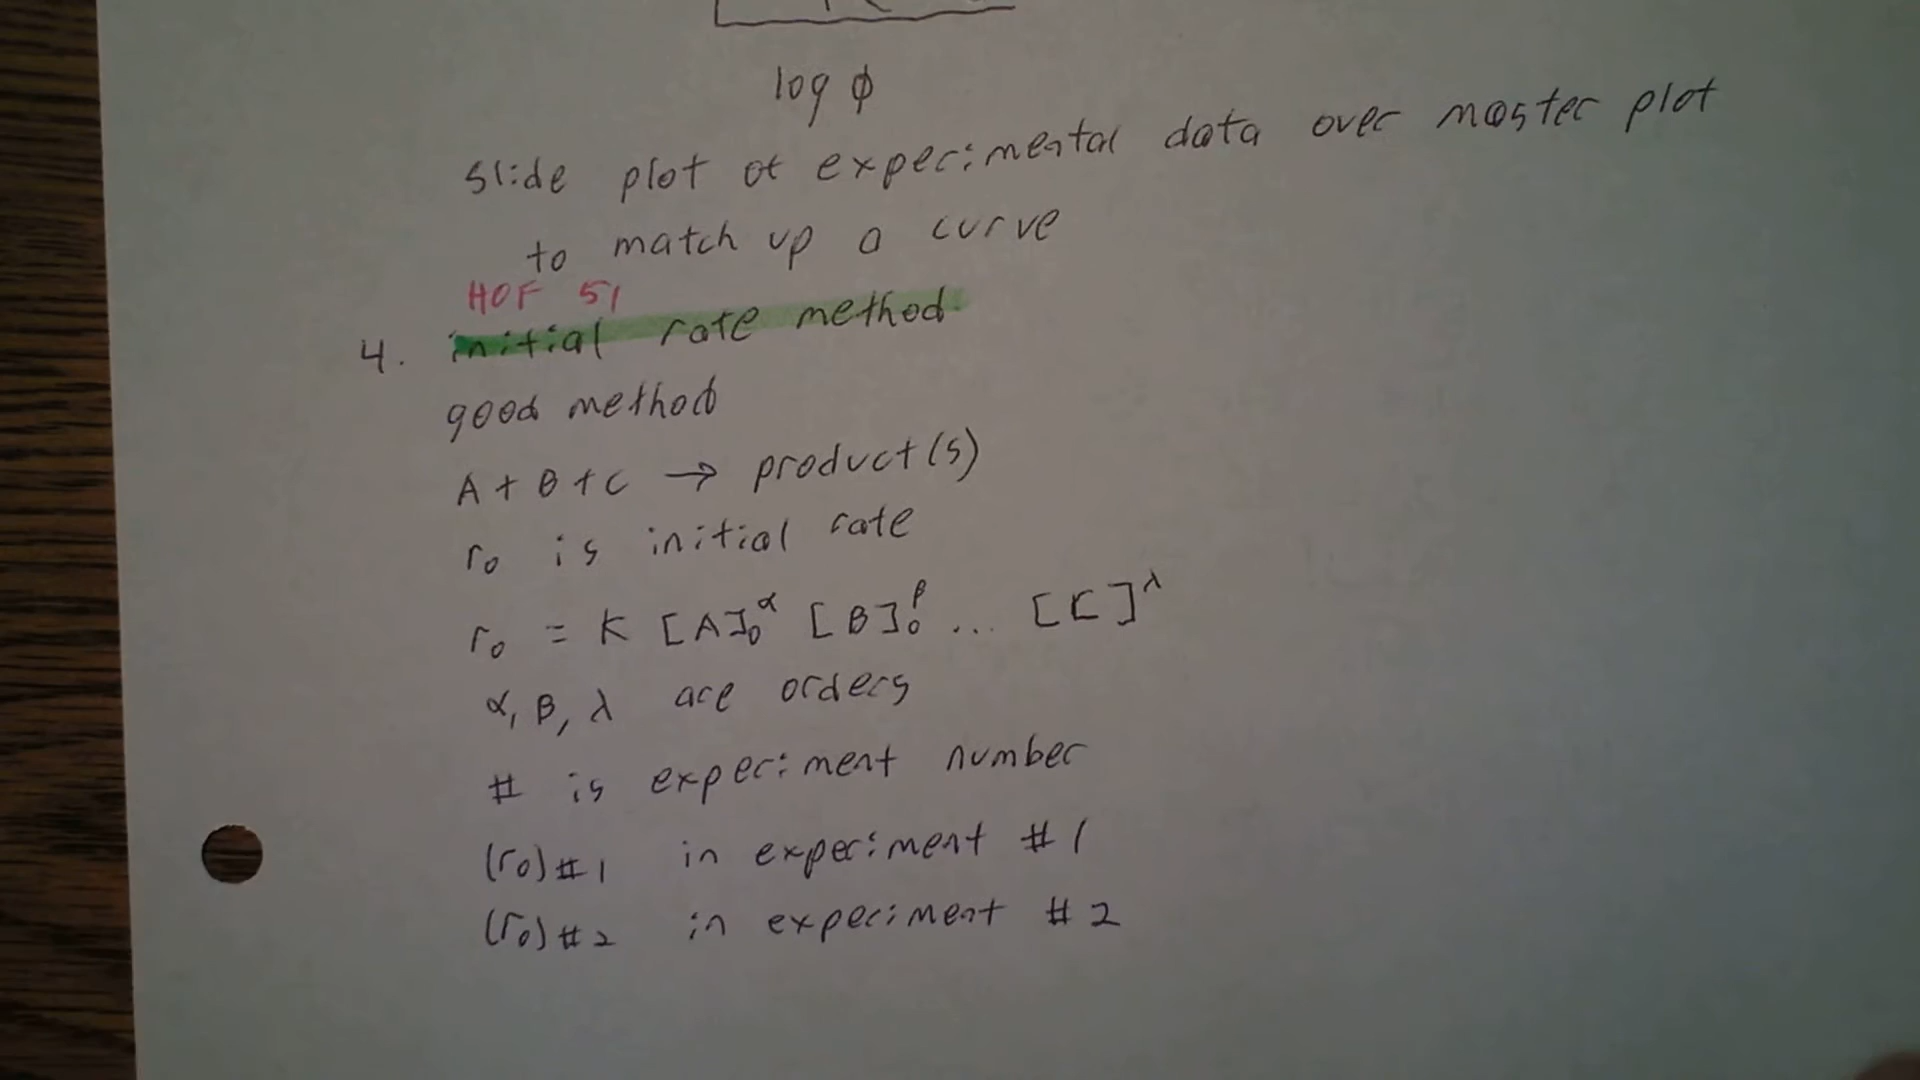 log φ
slide plot of experimental data over master plot
to match up a curve
HOF 51
4. initial rate method
good method
A + B + C → product(s)
r₀ is initial rate
r₀ = K [A]₀^α [B]₀^β ... [C]^λ
α, β, λ are orders
# is experiment number
(r₀)#1 in experiment #1
(r₀)#2 in experiment #2